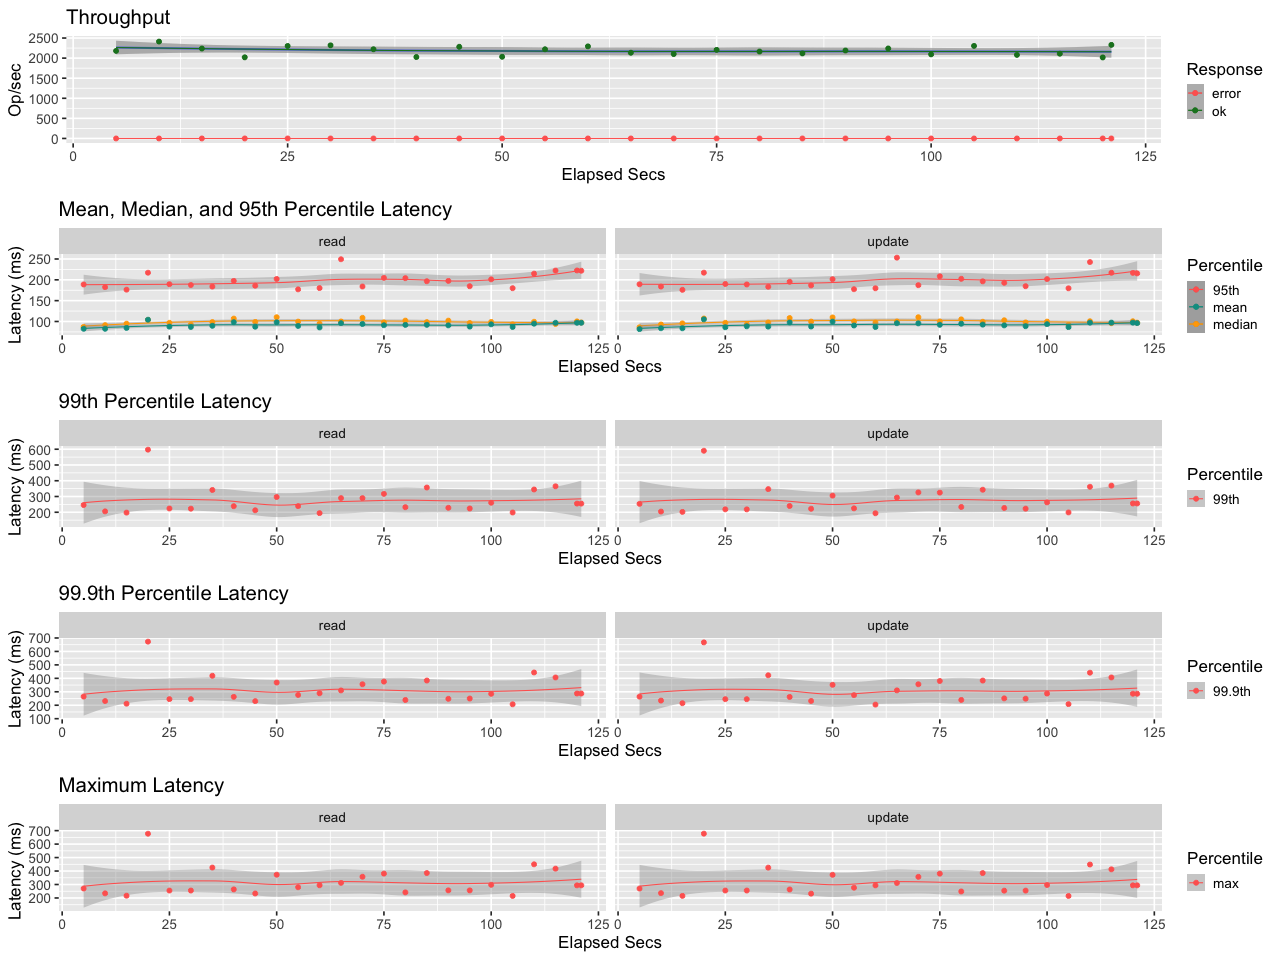 Throughput
2500
2000
1500
1000
500
0
Op/sec
0 25 50 75 100 125
Elapsed Secs
Response
error
ok
Mean, Median, and 95th Percentile Latency
read update
250
200
150
100
Latency (ms)
0 25 50 75 100 125 0 25 50 75 100 125
Elapsed Secs
Percentile
95th
mean
median
99th Percentile Latency
read update
600
500
400
300
200
Latency (ms)
0 25 50 75 100 125 0 25 50 75 100 125
Elapsed Secs
Percentile
99th
99.9th Percentile Latency
read update
700
600
500
400
300
200
100
Latency (ms)
0 25 50 75 100 125 0 25 50 75 100 125
Elapsed Secs
Percentile
99.9th
Maximum Latency
read update
700
600
500
400
300
200
Latency (ms)
0 25 50 75 100 125 0 25 50 75 100 125
Elapsed Secs
Percentile
max